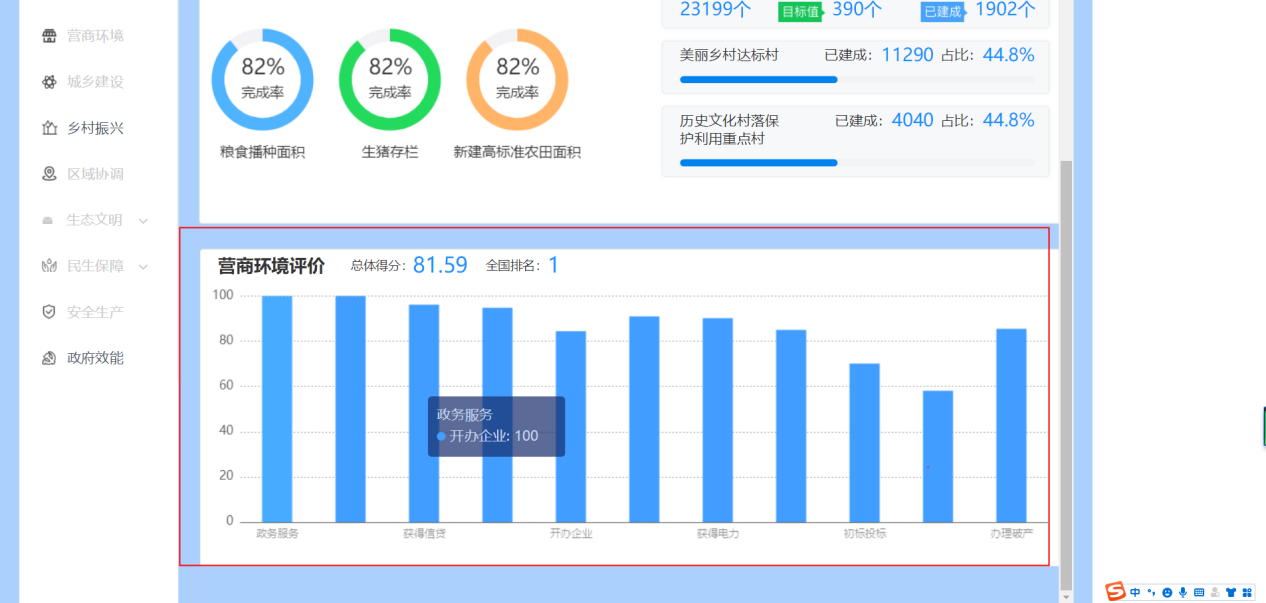 营商环境
城乡建设
乡村振兴
区域协调
生态文明
民生保障
安全生产
政府效能
82%
完成率
82%
完成率
82%
完成率
粮食播种面积
生猪存栏
新建高标准农田面积
23199个 目标值 390个 已建成 1902个
美丽乡村达标村 已建成: 11290 占比: 44.8%
历史文化村落保
护利用重点村
已建成: 4040 占比: 44.8%
营商环境评价 总体得分: 81.59 全国排名: 1
100
80
60
40
20
0
政务服务
开办企业: 100
政务服务 获得信贷 开办企业 获得电力 初标投标 办理破产
中